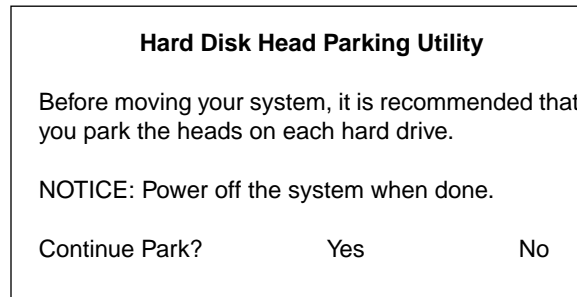 Hard Disk Head Parking Utility
Before moving your system, it is recommended that
you park the heads on each hard drive.
NOTICE: Power off the system when done.
Continue Park? Yes No